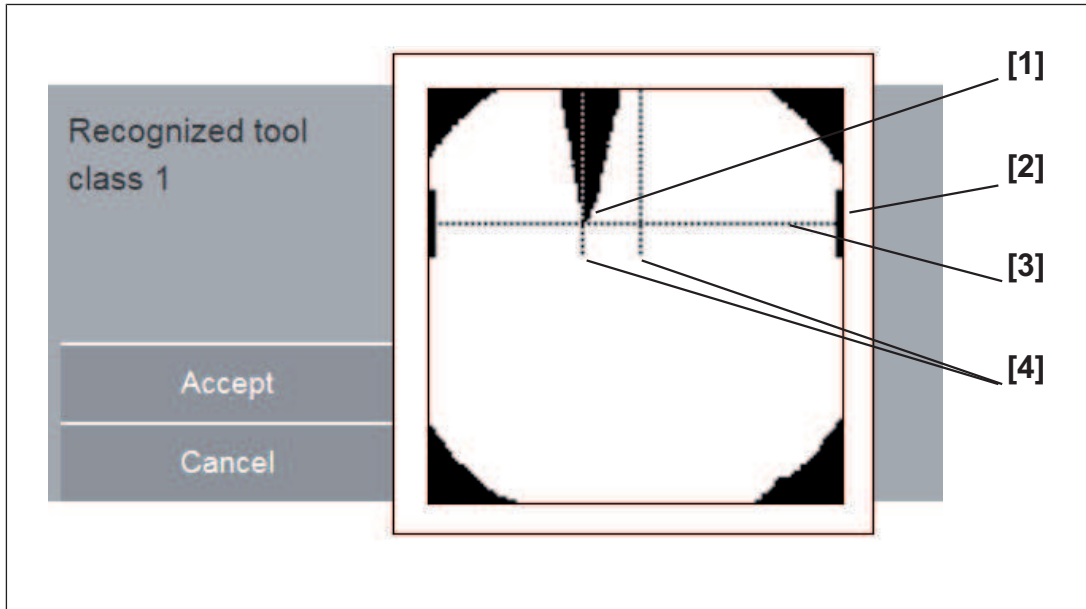 Recognized tool
class 1
Accept
Cancel
[1]
[2]
[3]
[4]